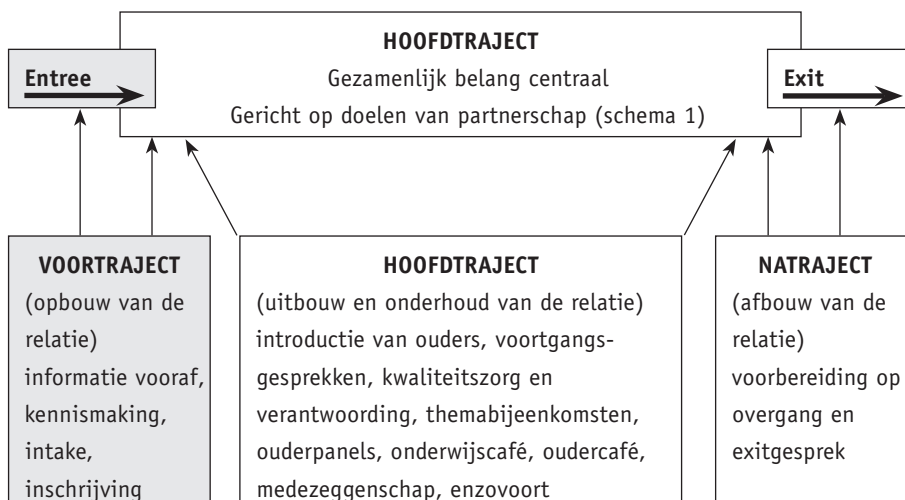 HOOFDTRAJECT
Gezamenlijk belang centraal
Gericht op doelen van partnerschap (schema 1)
Entree
Exit
VOORTRAJECT
(opbouw van de
relatie)
informatie vooraf,
kennismaking,
intake,
inschrijving
HOOFDTRAJECT
(uitbouw en onderhoud van de relatie)
introductie van ouders, voortgangs-
gesprekken, kwaliteitszorg en
verantwoording, themabijeenkomsten,
ouderpanels, onderwijscafé, oudercafé,
medezeggenschap, enzovoort
NATRAJECT
(afbouw van de
relatie)
voorbereiding op
overgang en
exitgesprek